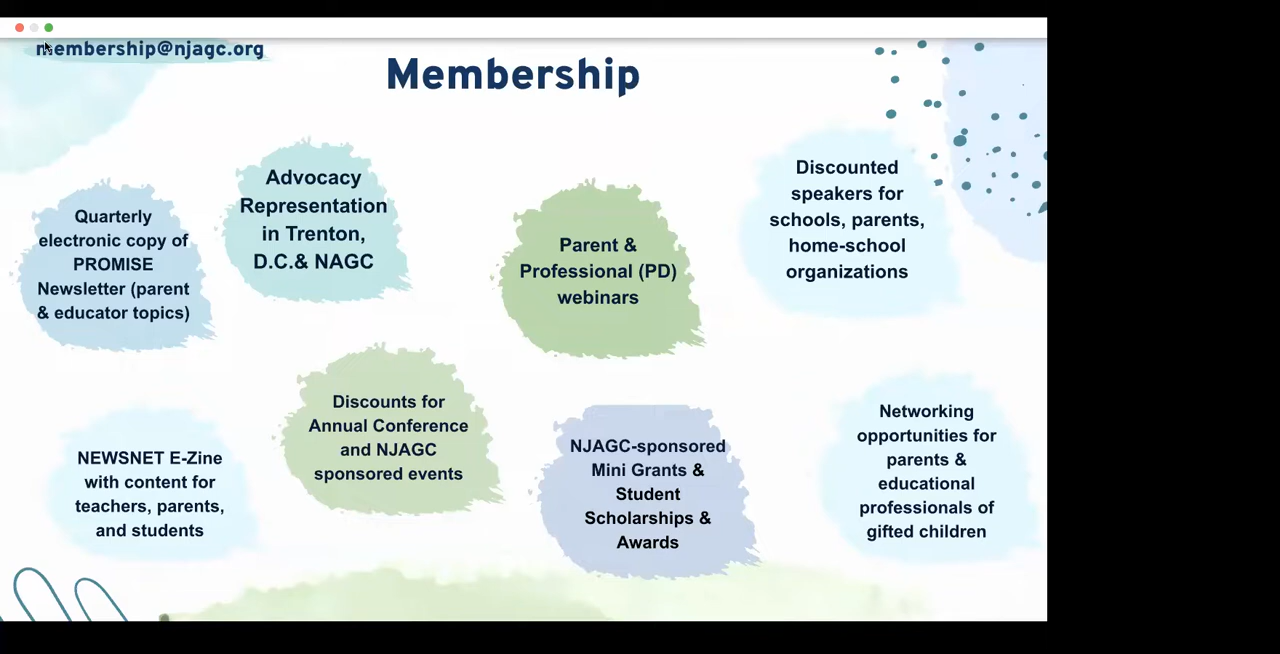 membership@njagc.org
Membership
Quarterly
electronic copy of
PROMISE
Newsletter (parent
& educator topics)
Advocacy
Representation
in Trenton,
D.C.& NAGC
Parent &
Professional (PD)
webinars
Discounted
speakers for
schools, parents,
home-school
organizations
NEWSNET E-Zine
with content for
teachers, parents,
and students
Discounts for
Annual Conference
and NJAGC
sponsored events
NJAGC-sponsored
Mini Grants &
Student
Scholarships &
Awards
Networking
opportunities for
parents &
educational
professionals of
gifted children